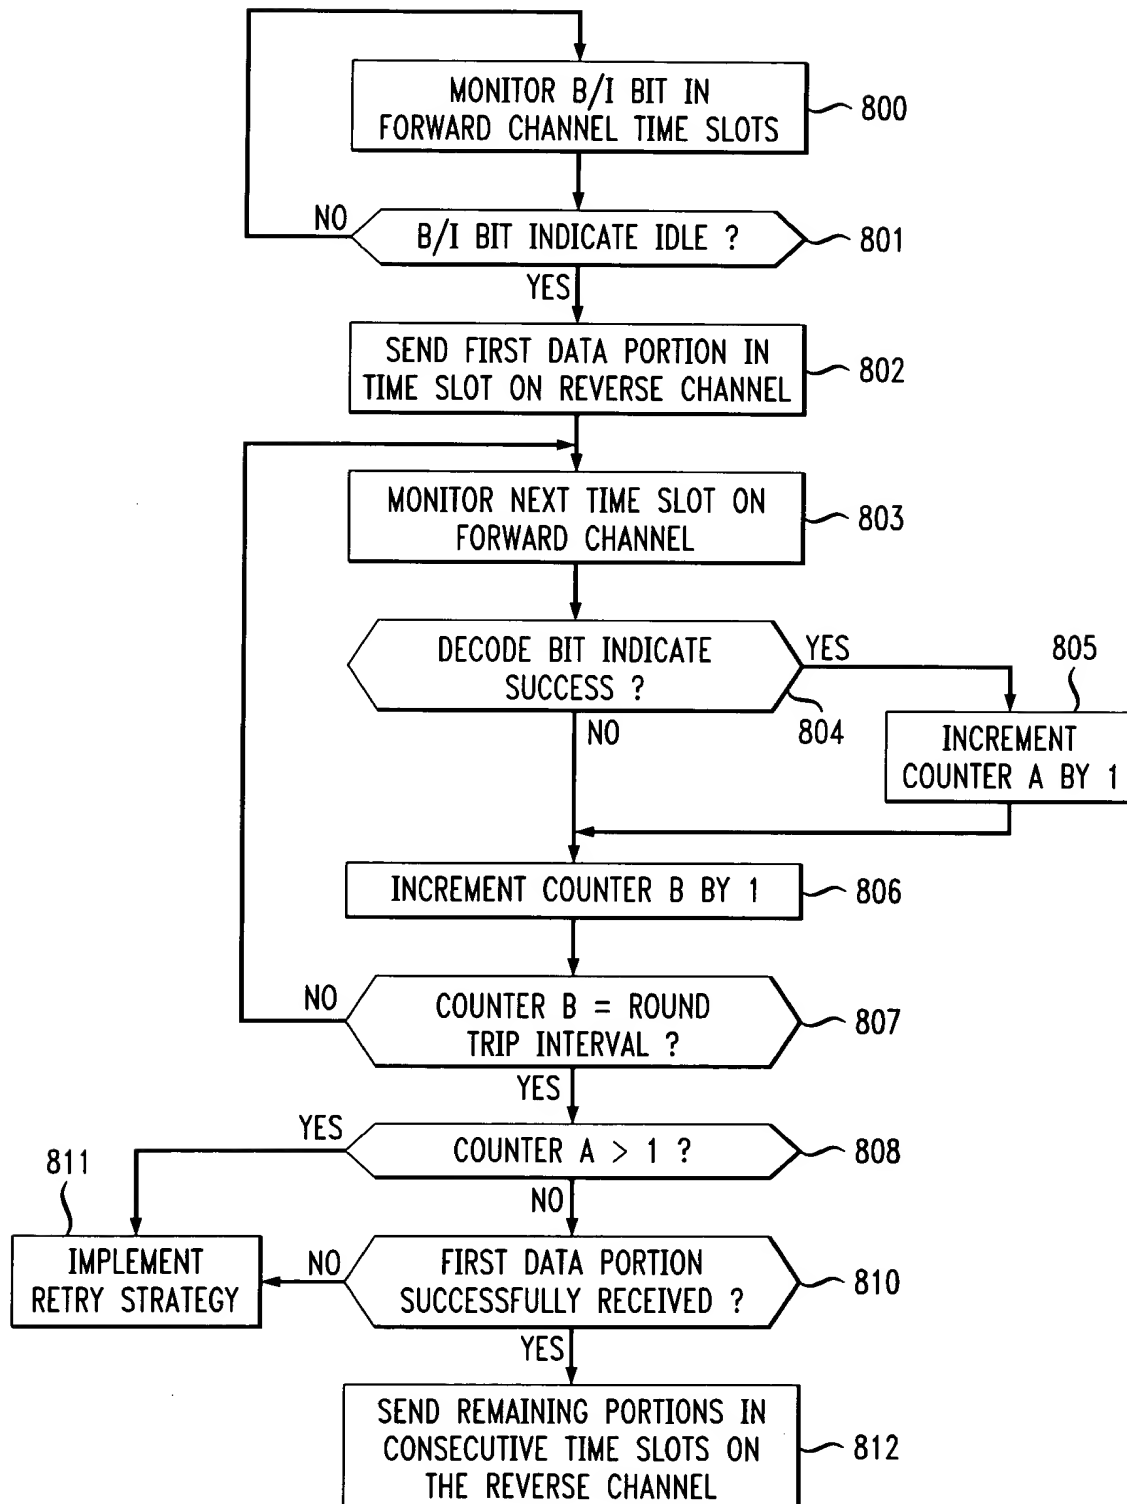 MONITOR B/I BIT IN
FORWARD CHANNEL TIME SLOTS
800
NO
B/I BIT INDICATE IDLE ?
801
YES
SEND FIRST DATA PORTION IN
TIME SLOT ON REVERSE CHANNEL
802
MONITOR NEXT TIME SLOT ON
FORWARD CHANNEL
803
DECODE BIT INDICATE
SUCCESS ?
YES
804
NO
805
INCREMENT
COUNTER A BY 1
INCREMENT COUNTER B BY 1
806
NO
COUNTER B = ROUND
TRIP INTERVAL ?
807
YES
YES
COUNTER A > 1 ?
808
NO
811
IMPLEMENT
RETRY STRATEGY
NO
FIRST DATA PORTION
SUCCESSFULLY RECEIVED ?
810
YES
SEND REMAINING PORTIONS IN
CONSECUTIVE TIME SLOTS ON
THE REVERSE CHANNEL
812